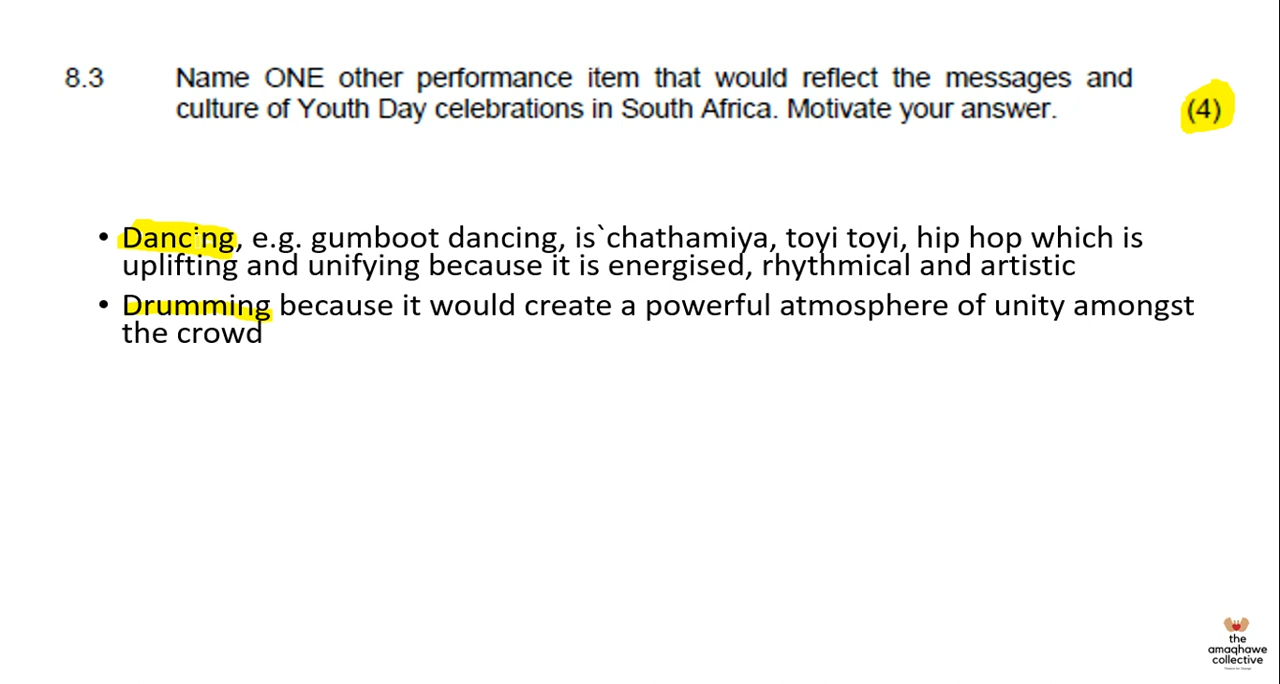 8.3 Name ONE other performance item that would reflect the messages and
culture of Youth Day celebrations in South Africa. Motivate your answer. (4)
• Dancing, e.g. gumboot dancing, is`chathamiya, toyi toyi, hip hop which is
uplifting and unifying because it is energised, rhythmical and artistic
• Drumming because it would create a powerful atmosphere of unity amongst
the crowd
the
amaqhawe
collective